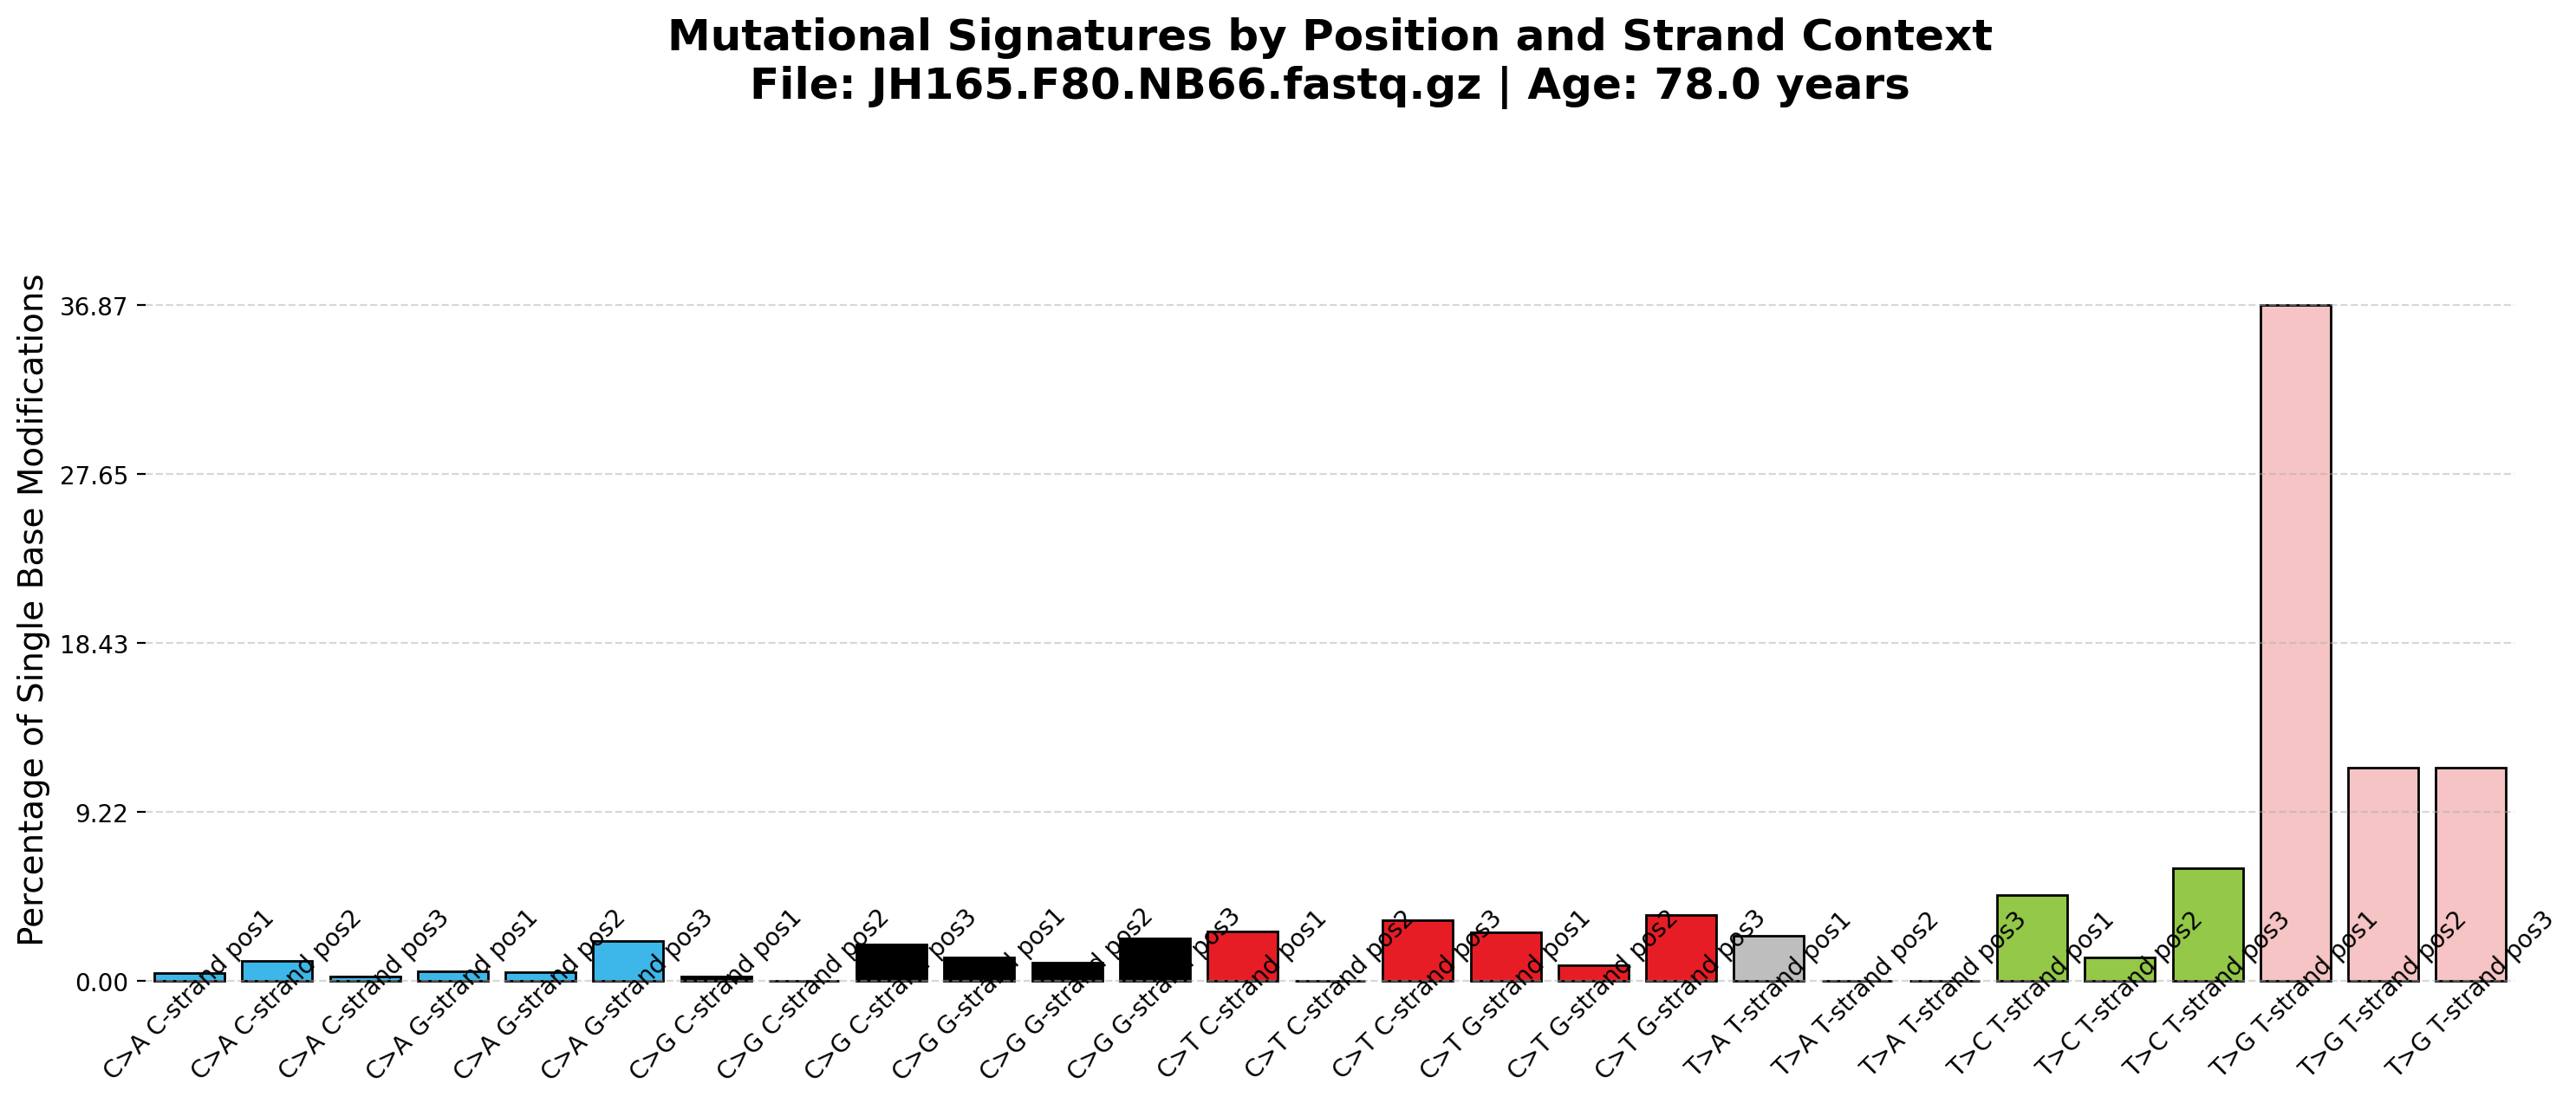 Mutational Signatures by Position and Strand Context
File: JH165.F80.NB66.fastq.gz | Age: 78.0 years
Percentage of Single Base Modifications
36.87
27.65
18.43
9.22
0.00
C>A C-strand pos1
C>A C-strand pos2
C>A C-strand pos3
C>A G-strand pos1
C>A G-strand pos2
C>A G-strand pos3
C>G C-strand pos1
C>G C-strand pos2
C>G C-strand pos3
C>G G-strand pos1
C>G G-strand pos2
C>G G-strand pos3
C>T C-strand pos1
C>T C-strand pos2
C>T C-strand pos3
C>T G-strand pos1
C>T G-strand pos2
C>T G-strand pos3
T>A T-strand pos1
T>A T-strand pos2
T>A T-strand pos3
T>C T-strand pos1
T>C T-strand pos2
T>C T-strand pos3
T>G T-strand pos1
T>G T-strand pos2
T>G T-strand pos3